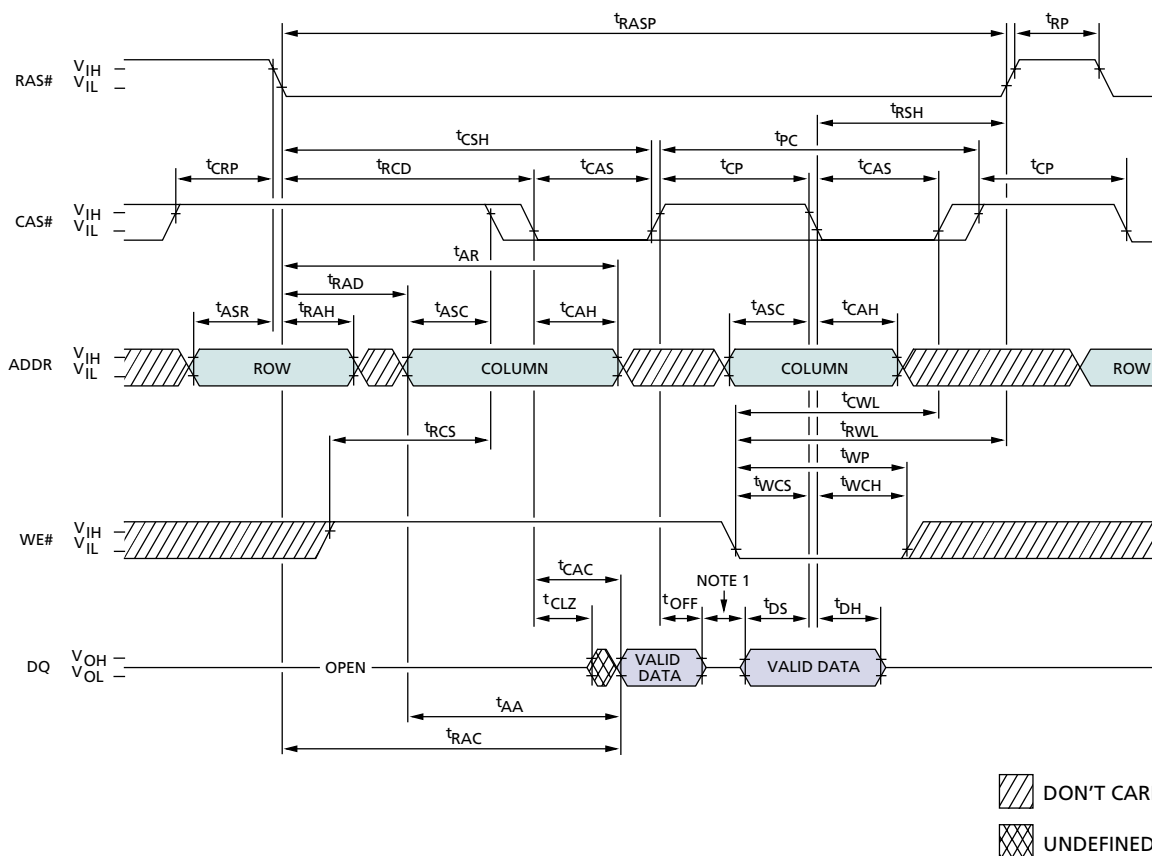 tRASP
tRP
RAS#
VIH
VIL
tRSH
tCSH
tPC
tCRP
tRCD
tCAS
tCP
tCAS
tCP
CAS#
VIH
VIL
tAR
tRAD
tASR
tRAH
tASC
tCAH
tASC
tCAH
ADDR
VIH
VIL
ROW
COLUMN
COLUMN
ROW
tCWL
tRCS
tRWL
tWP
tWCS
tWCH
WE#
VIH
VIL
tCAC
NOTE 1
tCLZ
tOFF
tDS
tDH
DQ
VOH
VOL
OPEN
VALID
DATA
VALID DATA
tAA
tRAC
DON'T CAR
UNDEFINED